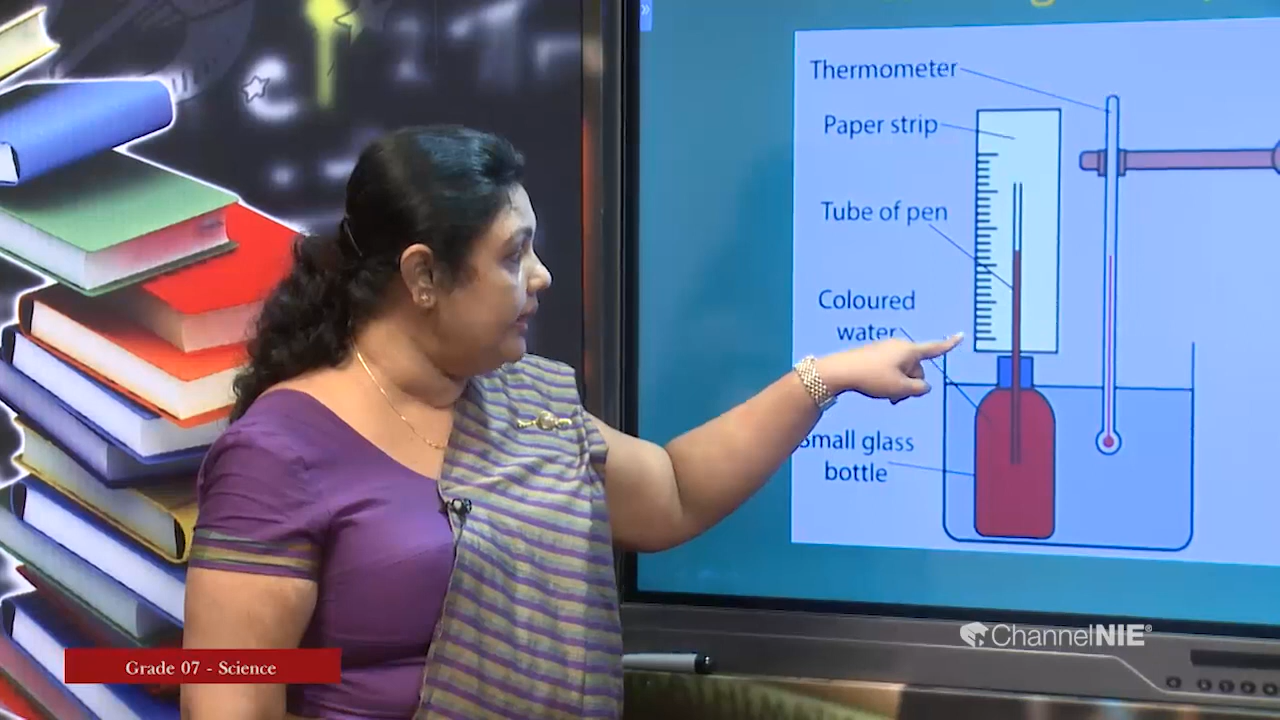 Thermometer
Paper strip
Tube of pen
Coloured
water
Small glass
bottle
ChannelNIE
Grade 07 - Science